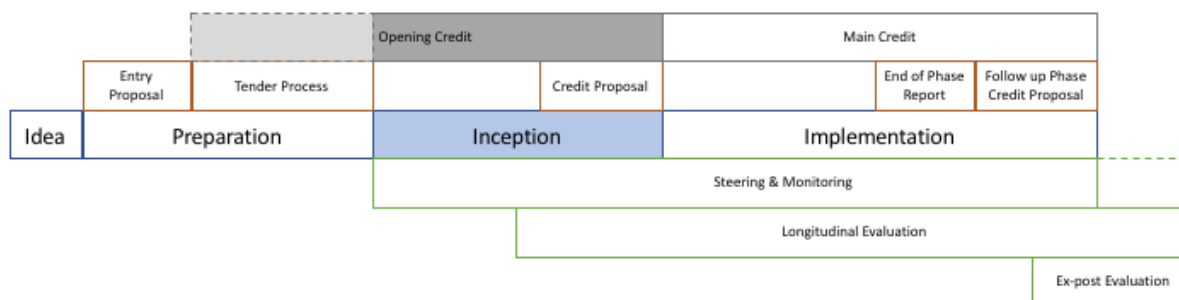 Opening Credit
Main Credit
Entry
Proposal
Tender Process
Credit Proposal
End of Phase
Report
Follow up Phase
Credit Proposal
Idea
Preparation
Inception
Implementation
Steering & Monitoring
Longitudinal Evaluation
Ex-post Evaluation